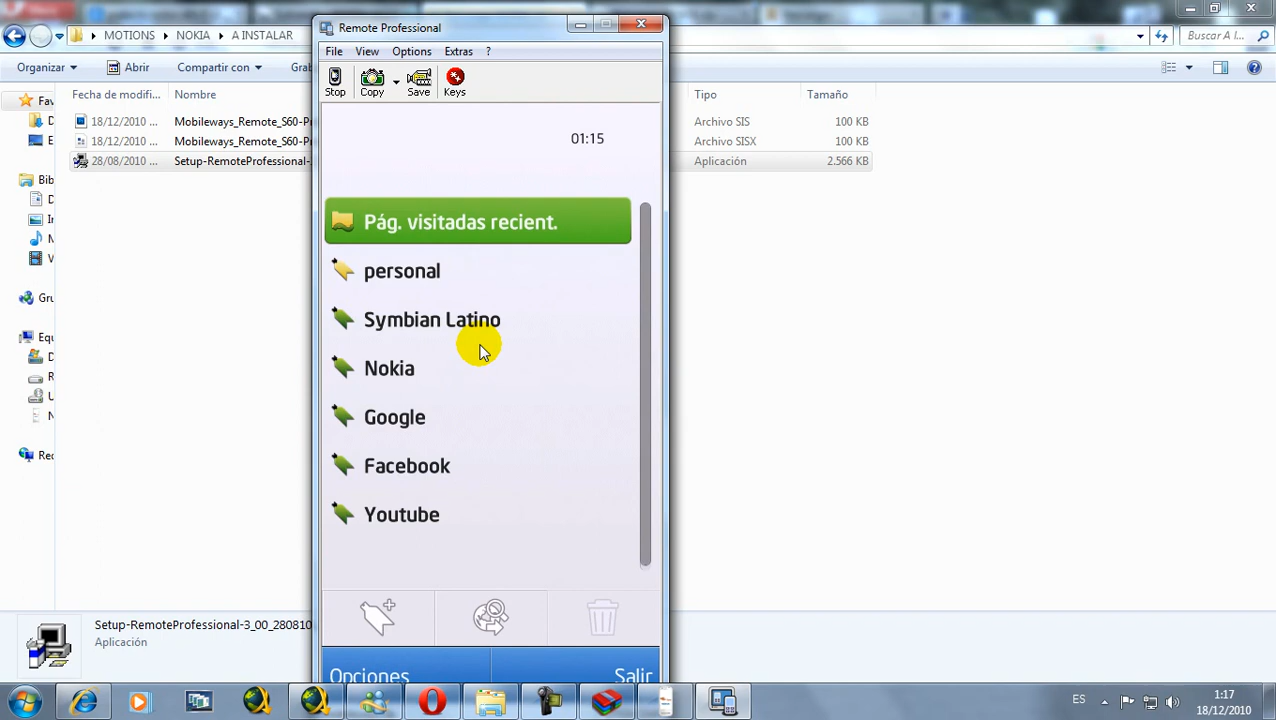 Remote Professional
MOTIONS
NOKIA
A INSTALAR
Buscar A I...
File View Options Extras ?
Organizar
Abrir
Compartir con
Stop Copy Save Keys
Fecha de modifi...
Nombre
Tipo
Tamaño
18/12/2010 ...
Mobileways_Remote_S60-P
Archivo SIS
100 KB
18/12/2010 ...
Mobileways_Remote_S60-P
Archivo SISX
100 KB
28/08/2010 ...
Setup-RemoteProfessional-
Aplicación
2.566 KB
01:15
Pág. visitadas recient.
personal
Symbian Latino
Nokia
Google
Facebook
Youtube
Opciones
Salir
Setup-RemoteProfessional-3_00_280810
Aplicación
ES
1:17
18/12/2010